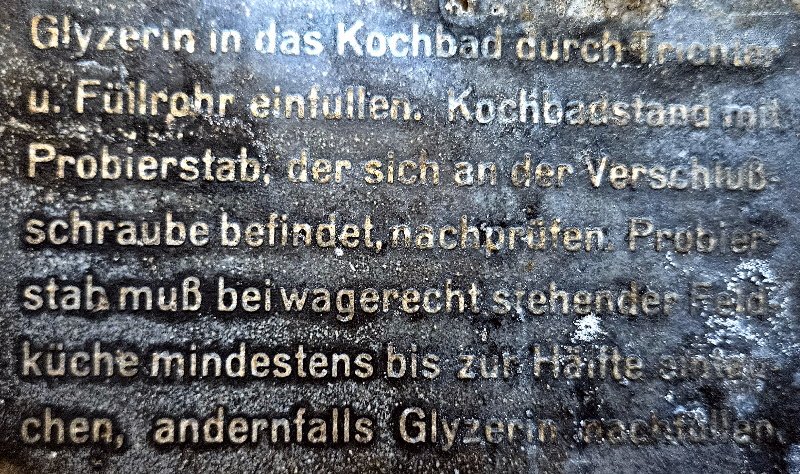 Glyzerin in das Kochbad durch Trichter
u. Füllrohr einfüllen. Kochbadstand mit
Probierstab, der sich an der Verschluß-
schraube befindet, nachprüfen. Probier-
stab muß bei wagerecht stehender Feld-
küche mindestens bis zur Hälfte eintau-
chen, andernfalls Glyzerin nachfüllen.